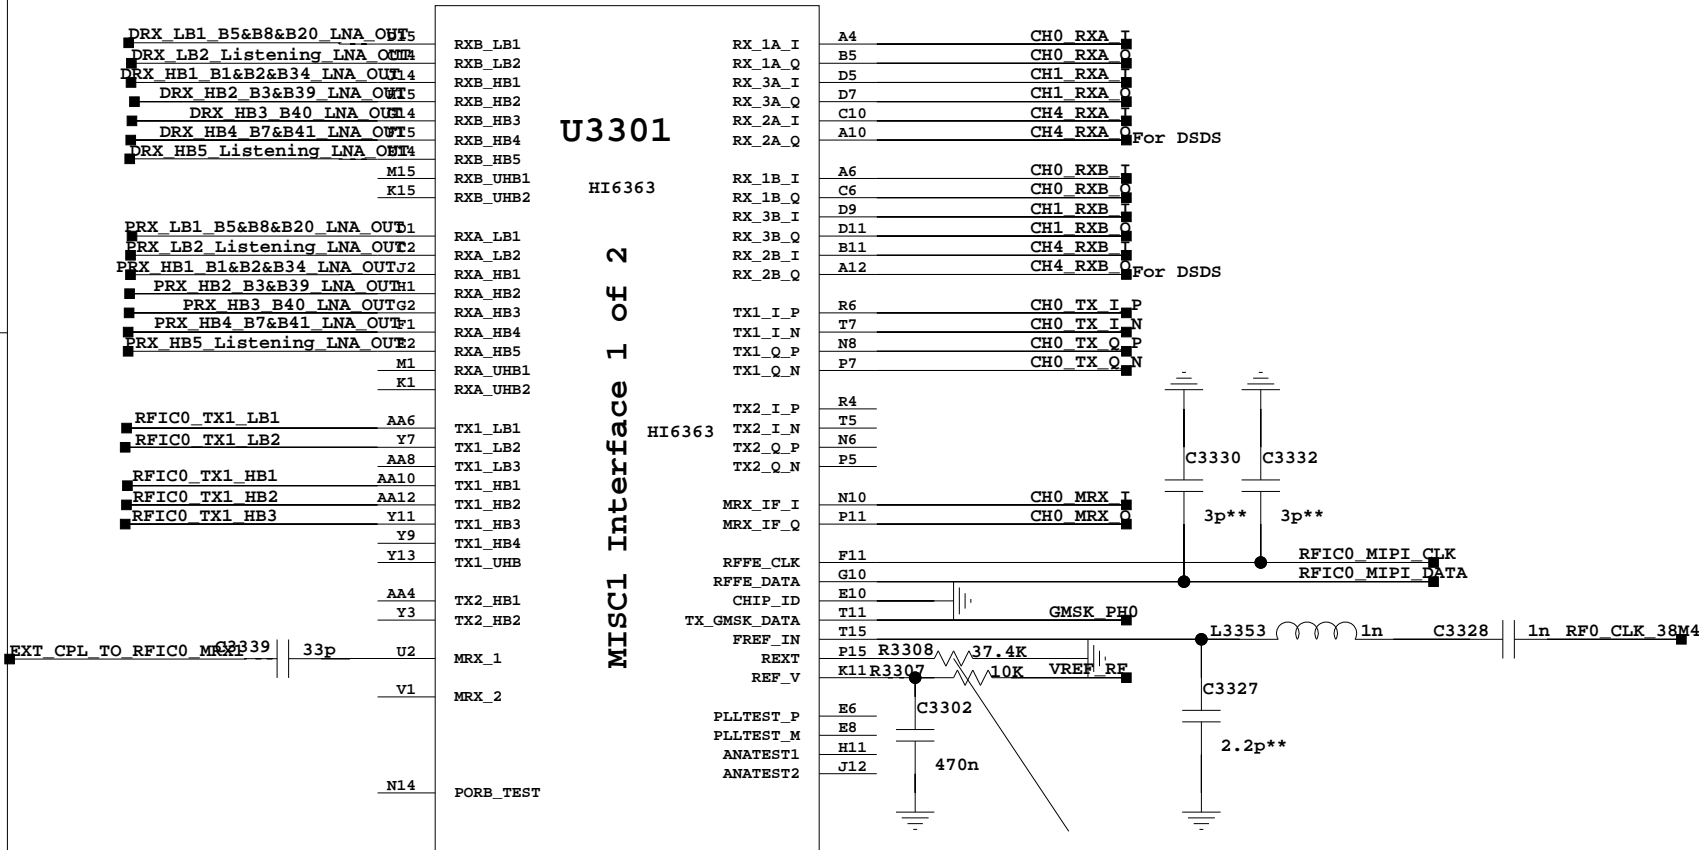 U3301
HI6363
HI6363
MISC1 Interface 1 of 2
DRX_LB1_B5&B8&B20_LNA_OUT RXB_LB1
DRX_LB2_Listening_LNA_OUT RXB_LB2
DRX_HB1_B1&B2&B34_LNA_OUT RXB_HB1
DRX_HB2_B3&B39_LNA_OUT RXB_HB2
DRX_HB3_B40_LNA_OUT RXB_HB3
DRX_HB4_B7&B41_LNA_OUT RXB_HB4
DRX_HB5_Listening_LNA_OUT RXB_HB5
M15 RXB_UHB1
K15 RXB_UHB2
PRX_LB1_B5&B8&B20_LNA_OUT D1 RXA_LB1
PRX_LB2_Listening_LNA_OUT C2 RXA_LB2
PRX_HB1_B1&B2&B34_LNA_OUT J2 RXA_HB1
PRX_HB2_B3&B39_LNA_OUT H1 RXA_HB2
PRX_HB3_B40_LNA_OUT G2 RXA_HB3
PRX_HB4_B7&B41_LNA_OUT F1 RXA_HB4
PRX_HB5_Listening_LNA_OUT E2 RXA_HB5
M1 RXA_UHB1
K1 RXA_UHB2
RFIC0_TX1_LB1 AA6 TX1_LB1
RFIC0_TX1_LB2 Y7 TX1_LB2
AA8 TX1_LB3
RFIC0_TX1_HB1 AA10 TX1_HB1
RFIC0_TX1_HB2 AA12 TX1_HB2
RFIC0_TX1_HB3 Y11 TX1_HB3
Y9 TX1_HB4
Y13 TX1_UHB
AA4 TX2_HB1
Y3 TX2_HB2
EXT_CPL_TO_RFIC0_MRX1 C3339 33p U2 MRX_1
V1 MRX_2
N14 PORB_TEST
RX_1A_I A4 CH0_RXA_I
RX_1A_Q B5 CH0_RXA_Q
RX_3A_I D5 CH1_RXA_I
RX_3A_Q D7 CH1_RXA_Q
RX_2A_I C10 CH4_RXA_I
RX_2A_Q A10 CH4_RXA_Q For DSDS
RX_1B_I A6 CH0_RXB_I
RX_1B_Q C6 CH0_RXB_Q
RX_3B_I D9 CH1_RXB_I
RX_3B_Q D11 CH1_RXB_Q
RX_2B_I B11 CH4_RXB_I
RX_2B_Q A12 CH4_RXB_Q For DSDS
TX1_I_P R6 CH0_TX_I_P
TX1_I_N T7 CH0_TX_I_N
TX1_Q_P N8 CH0_TX_Q_P
TX1_Q_N P7 CH0_TX_Q_N
TX2_I_P R4
TX2_I_N T5
TX2_Q_P N6
TX2_Q_N P5
C3330 C3332
3p** 3p**
MRX_IF_I N10 CH0_MRX_I
MRX_IF_Q P11 CH0_MRX_Q
RFFE_CLK F11 RFIC0_MIPI_CLK
RFFE_DATA G10 RFIC0_MIPI_DATA
CHIP_ID E10
TX_GMSK_DATA T11 GMSK_PH0
FREF_IN T15 L3353 1n C3328 1n RF0_CLK_38M4
REXT P15 R3308 37.4K
REF_V K11 R3307 10K VREF_RF
C3327
2.2p**
C3302
470n
PLLTEST_P E6
PLLTEST_M E8
ANATEST1 H11
ANATEST2 J12